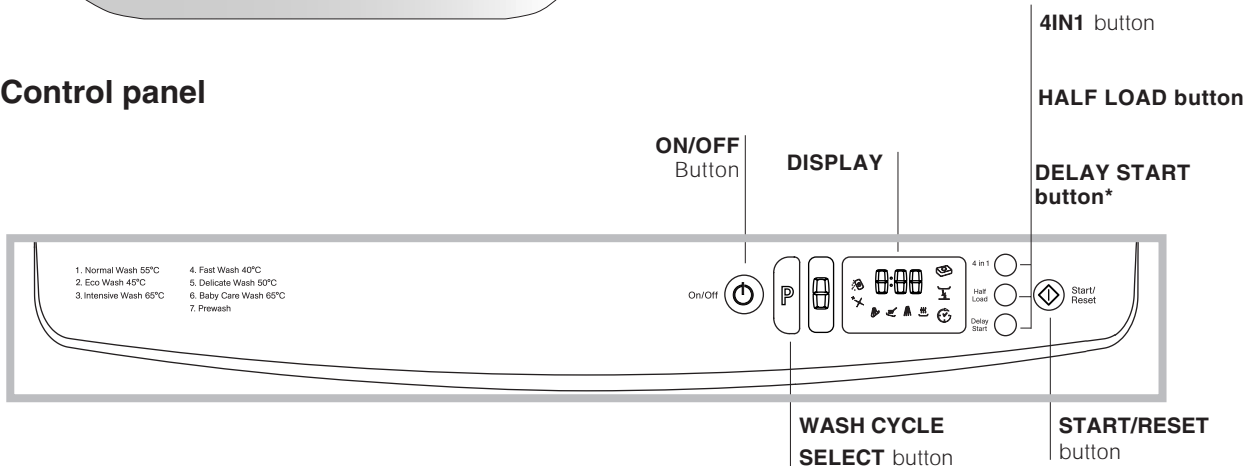 4IN1 button
Control panel
HALF LOAD button
ON/OFF
Button
DISPLAY
DELAY START
button*
1. Normal Wash 55°C
2. Eco Wash 45°C
3. Intensive Wash 65°C
4. Fast Wash 40°C
5. Delicate Wash 50°C
6. Baby Care Wash 65°C
7. Prewash
On/Off
P
8
8:88
4 in 1
Half
Load
Delay
Start
Start/
Reset
WASH CYCLE
SELECT button
START/RESET
button